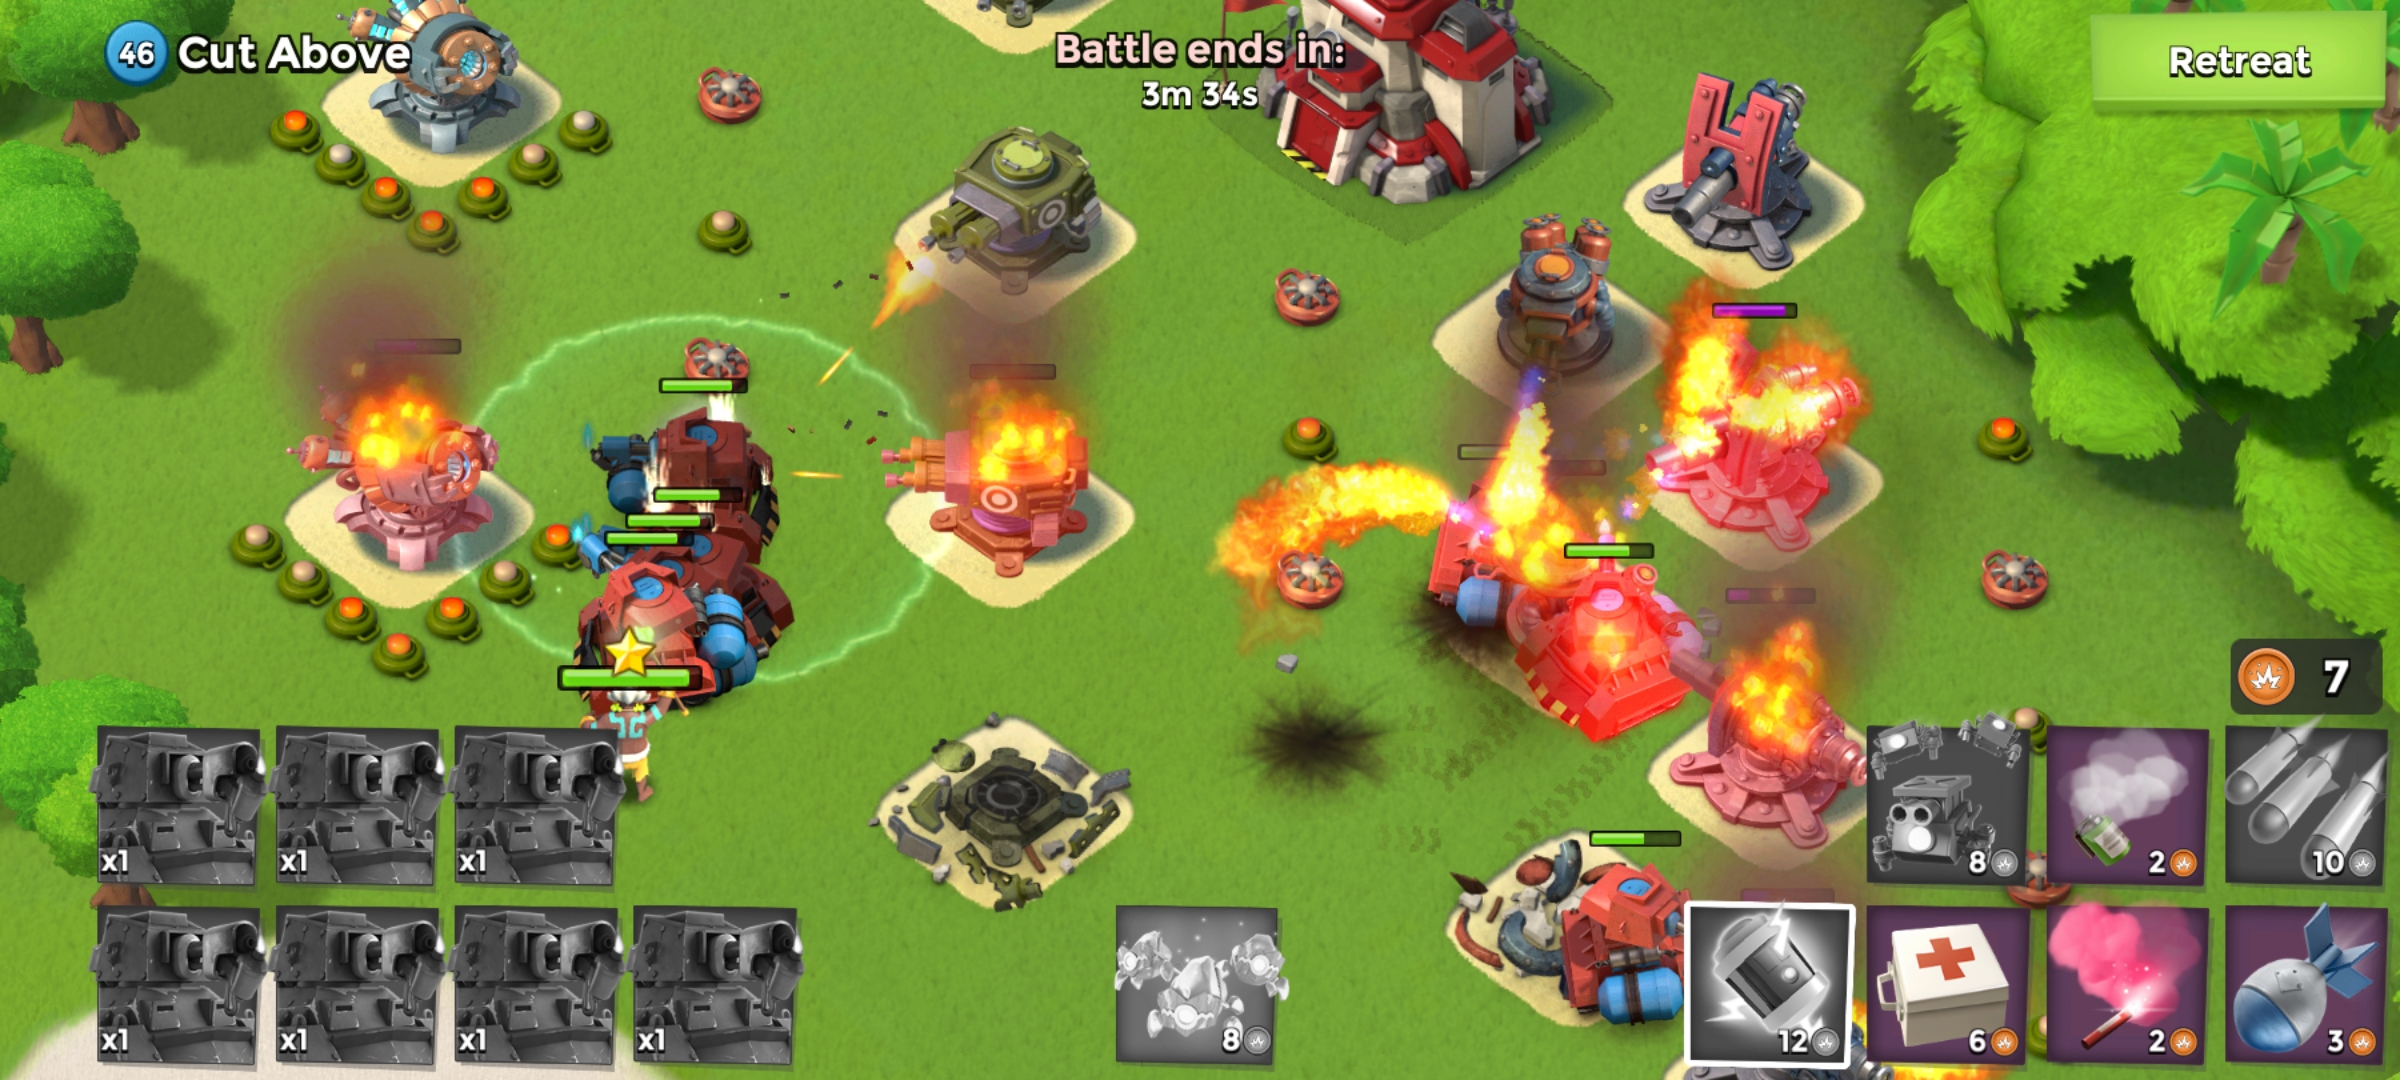 46 Cut Above
Battle ends in:
3m 34s
Retreat
7
x1 x1 x1
8 2 10
x1 x1 x1 x1
8 12 6 2 3